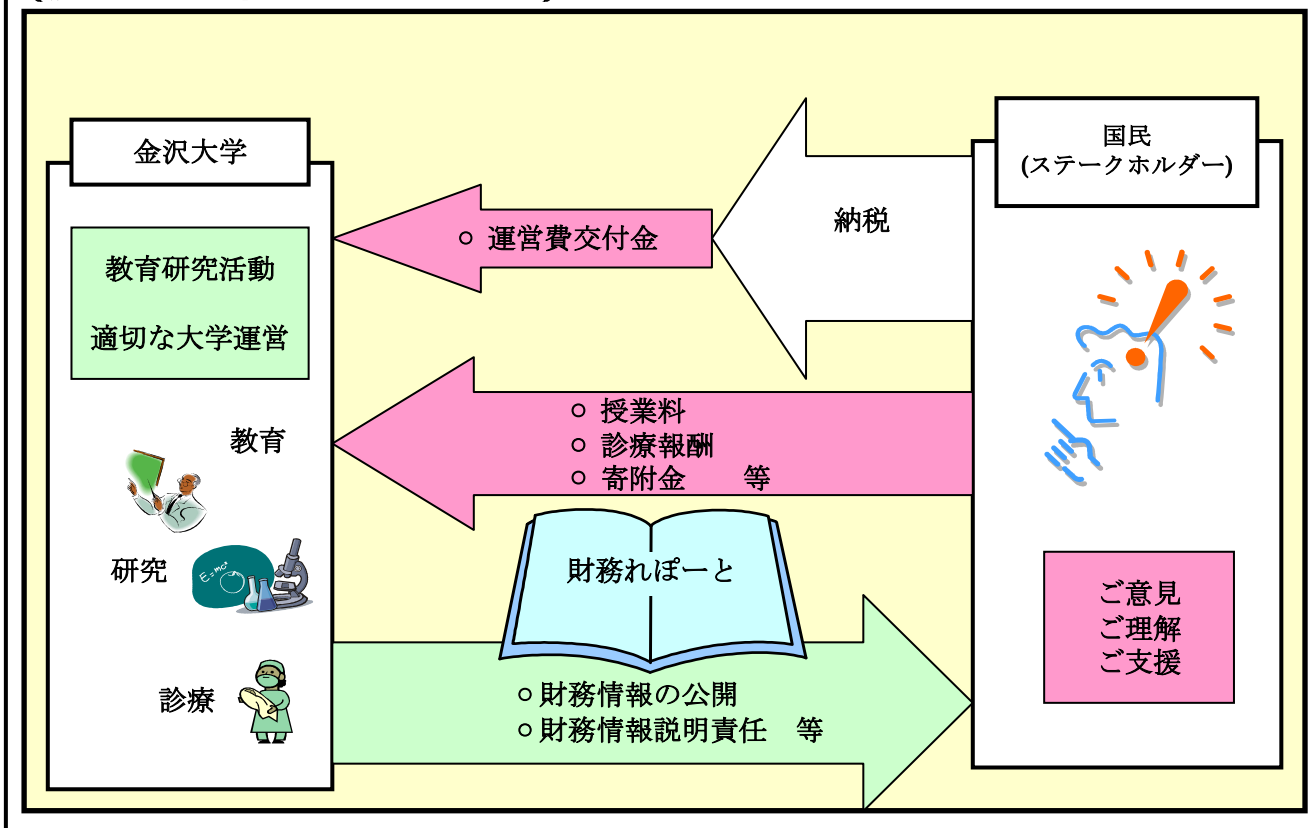 金沢大学
教育研究活動
適切な大学運営
教育
研究
E=mc²
診療
○ 運営費交付金
納税
○ 授業料
○ 診療報酬
○ 寄附金 等
財務れぽーと
○財務情報の公開
○財務情報説明責任 等
国民
(ステークホルダー)
ご意見
ご理解
ご支援